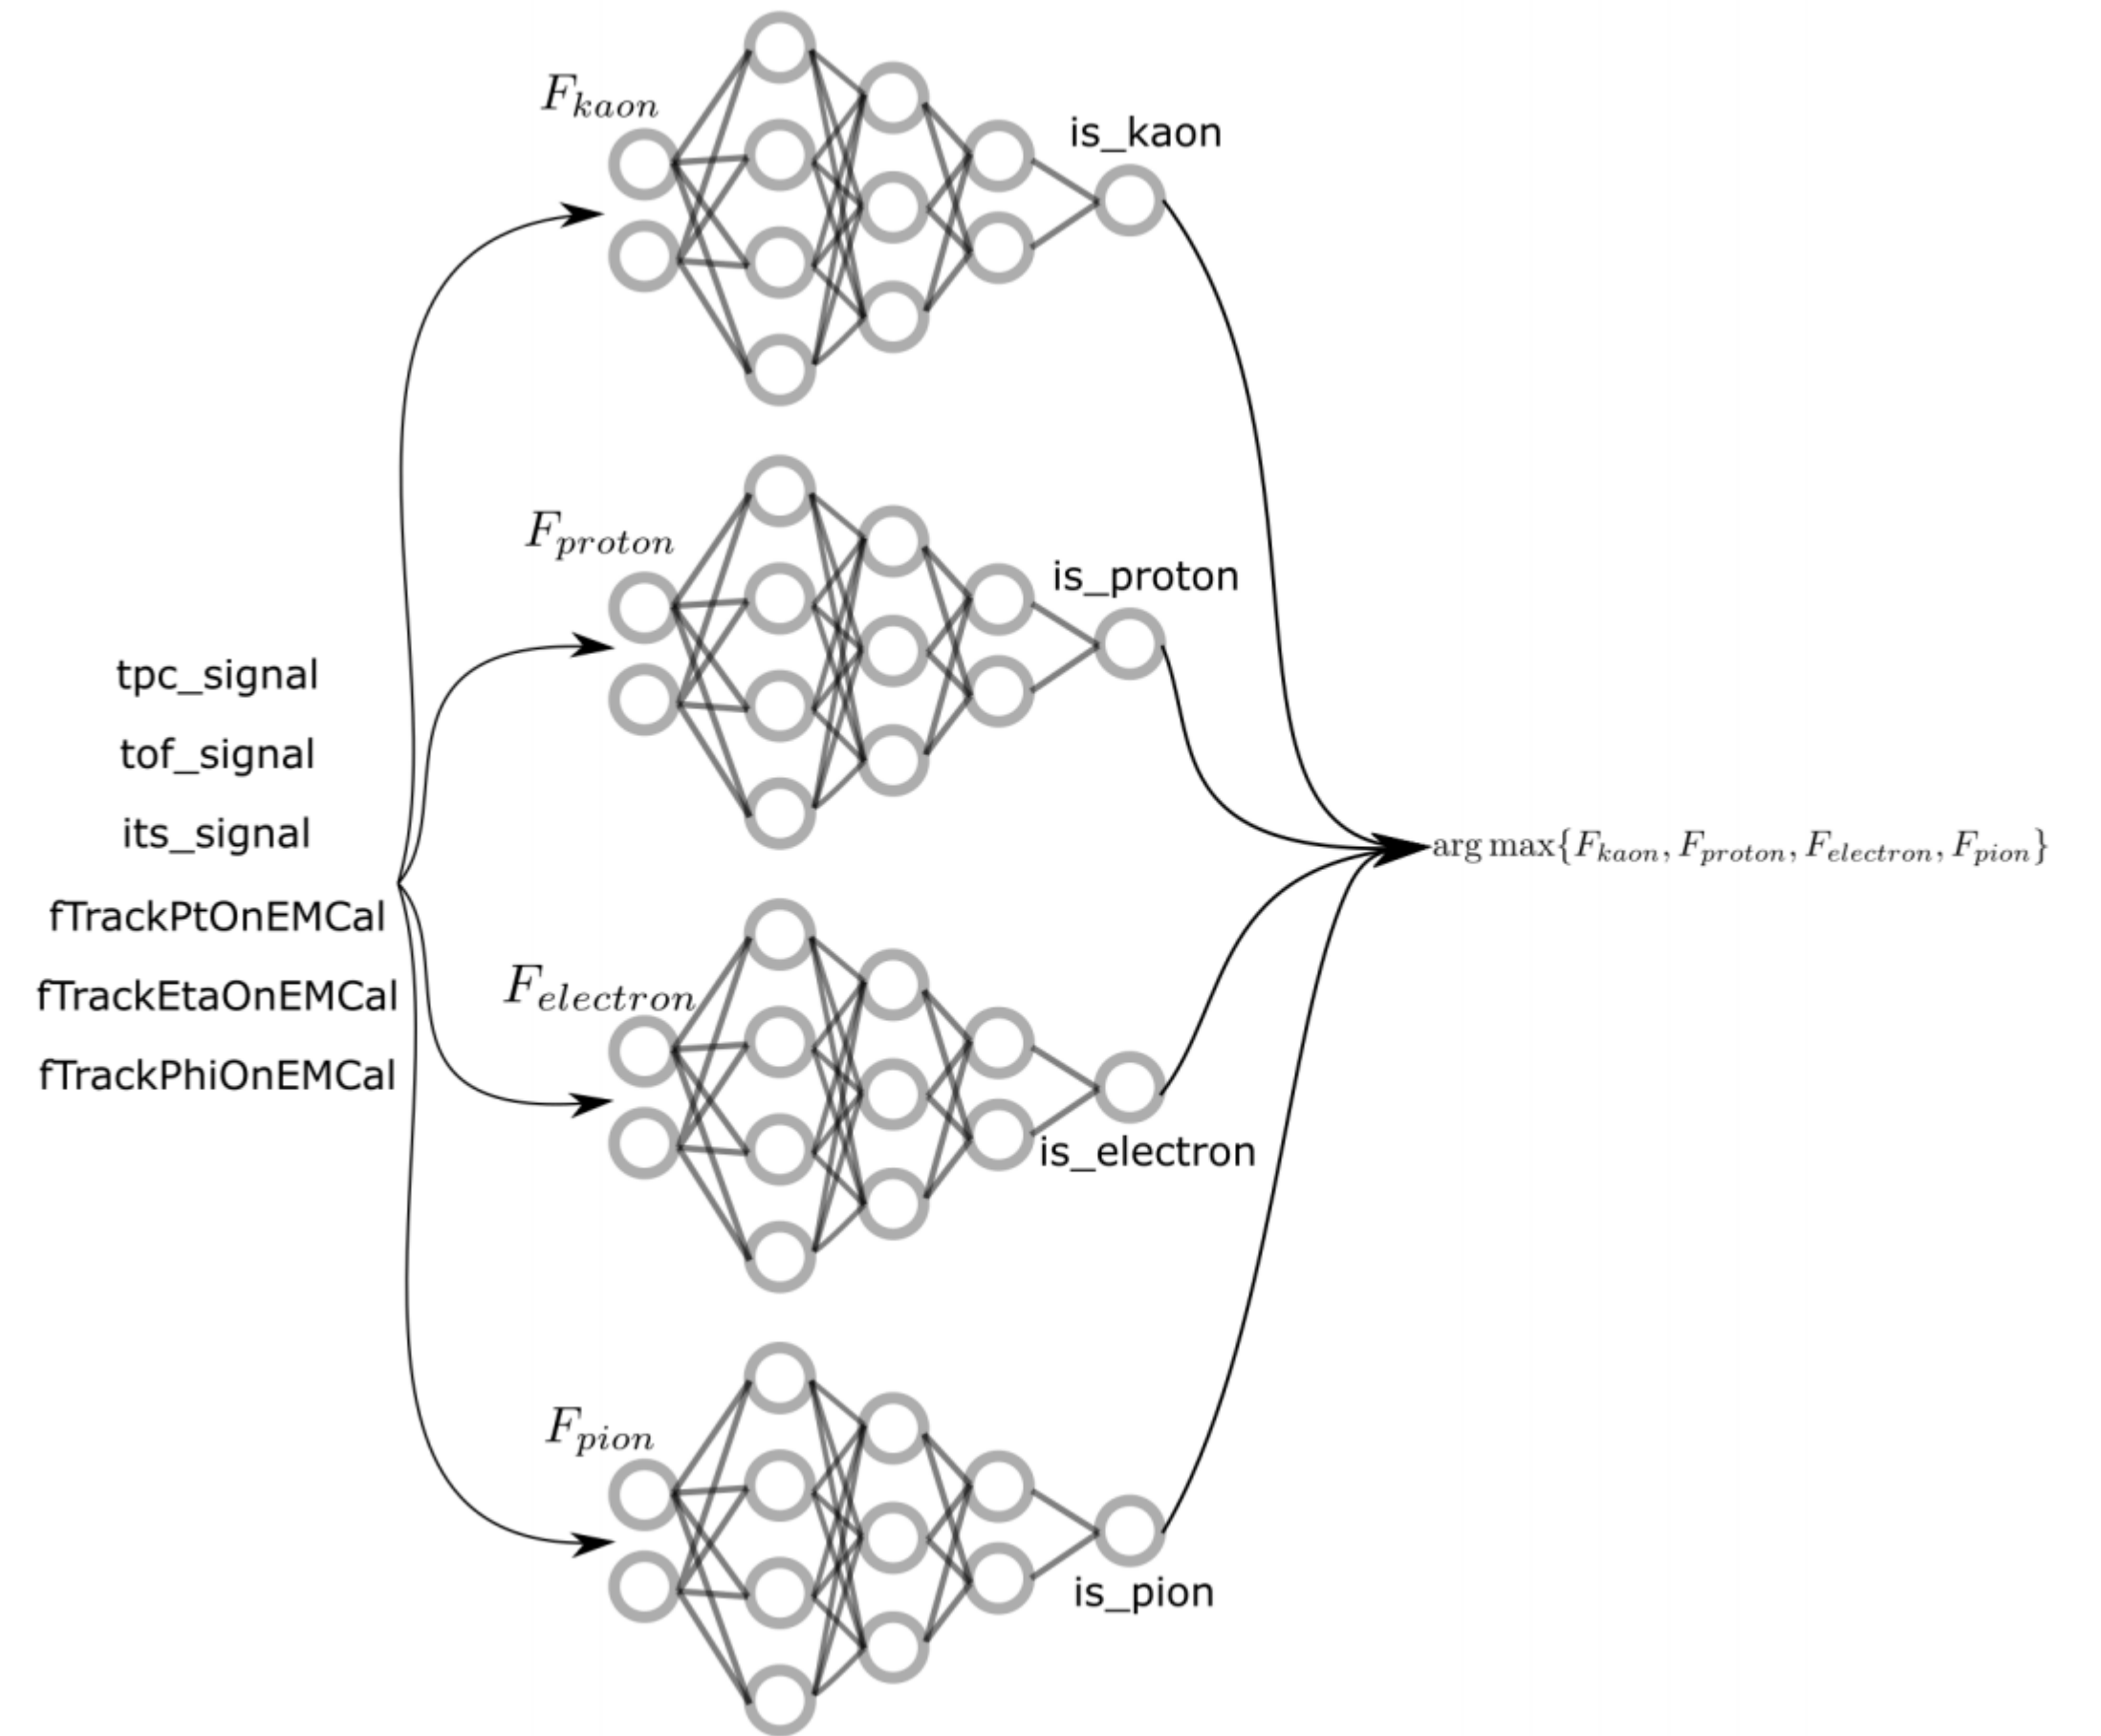 F_kaon
is_kaon
F_proton
is_proton
tpc_signal
tof_signal
its_signal
fTrackPtOnEMCal
fTrackEtaOnEMCal
fTrackPhiOnEMCal
arg max{F_kaon, F_proton, F_electron, F_pion}
F_electron
is_electron
F_pion
is_pion